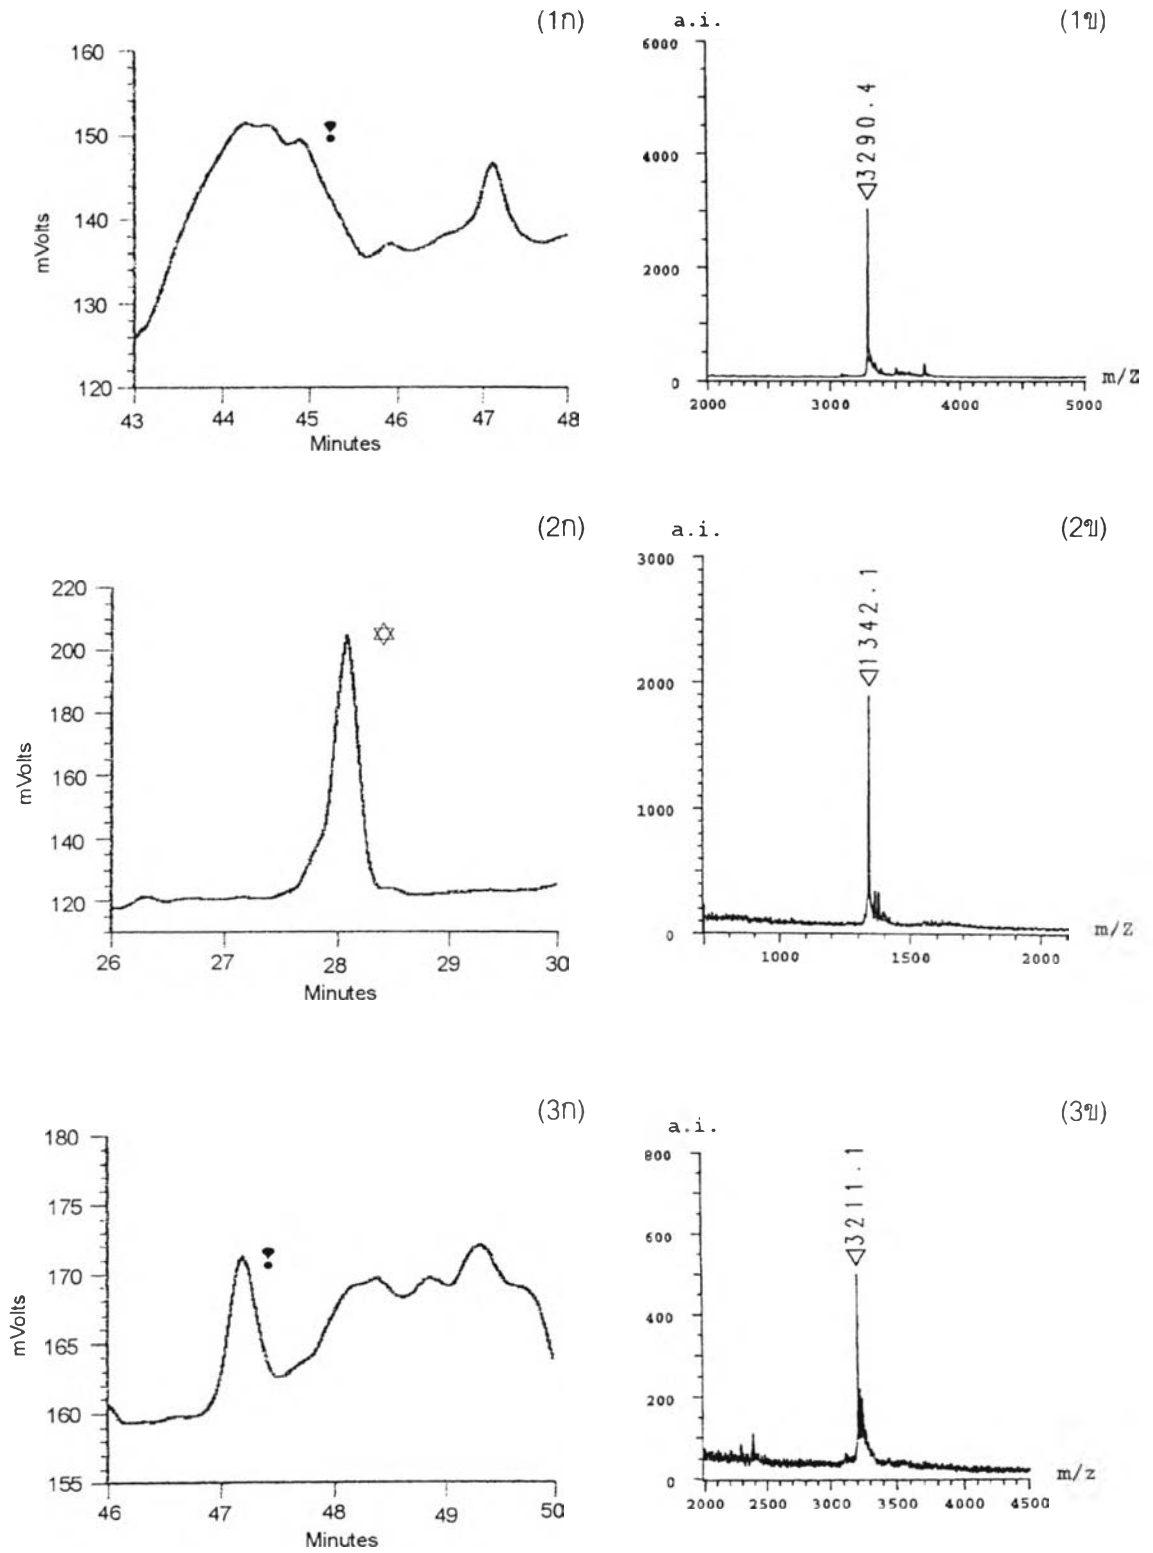 (1ก)
160
150
140
130
120
mVolts
43 44 45 46 47 48
Minutes
(1ข)
a.i.
6000
4000
2000
0
3290.4
m/Z
2000 3000 4000 5000
(2ก)
220
200
180
160
140
120
mVolts
26 27 28 29 30
Minutes
(2ข)
a.i.
3000
2000
1000
0
1342.1
m/Z
1000 1500 2000
(3ก)
180
175
170
165
160
155
mVolts
46 47 48 49 50
Minutes
(3ข)
a.i.
800
600
400
200
0
3211.1
m/z
2000 2500 3000 3500 4000 4500